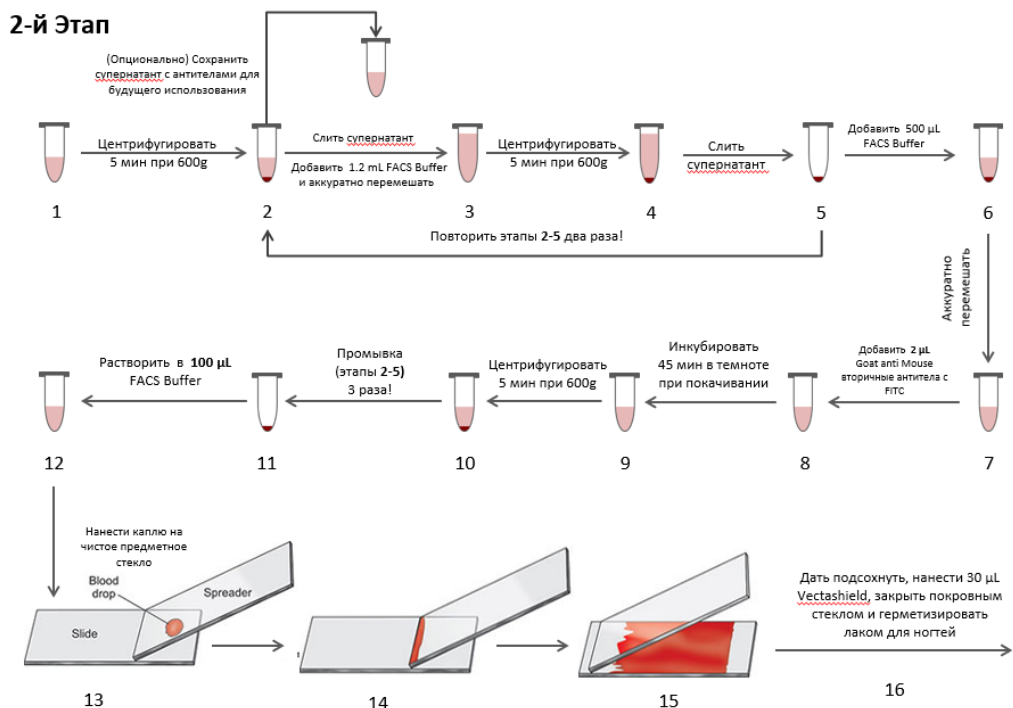 2-й Этап
(Опционально) Сохранить
супернатант с антителами для
будущего использования
Центрифугировать
5 мин при 600g
Слить супернатант
Добавить 1.2 mL FACS Buffer
и аккуратно перемешать
Центрифугировать
5 мин при 600g
Слить
супернатант
Добавить 500 µL
FACS Buffer
1
2
3
4
5
6
Повторить этапы 2-5 два раза!
Аккуратно
перемешать
Растворить в 100 µL
FACS Buffer
Промывка
(этапы 2-5)
3 раза!
Центрифугировать
5 мин при 600g
Инкубировать
45 мин в темноте
при покачивании
Добавить 2 µL
Goat anti Mouse
вторичные антитела с
FITC
12
11
10
9
8
7
Нанести каплю на
чистое предметное
стекло
Blood
drop
Spreader
Slide
Дать подсохнуть, нанести 30 µL
Vectashield, закрыть покровным
стеклом и герметизировать
лаком для ногтей
13
14
15
16